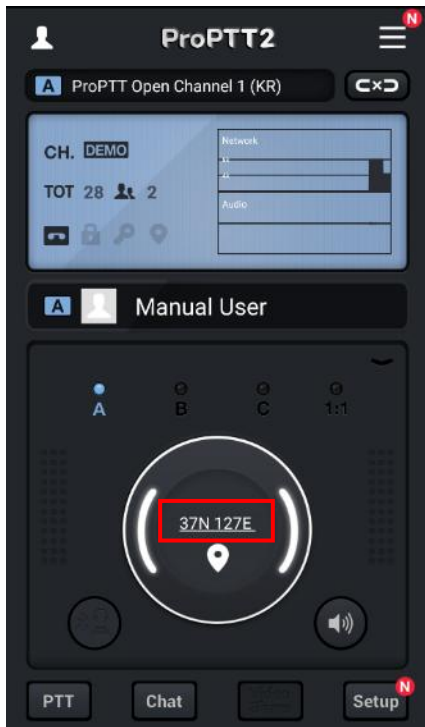 N
ProPTT2
A ProPTT Open Channel 1 (KR)
CH. DEMO
Network
TOT 28 2
Audio
A Manual User
A B C 1:1
37N 127E
N
PTT Chat Setup